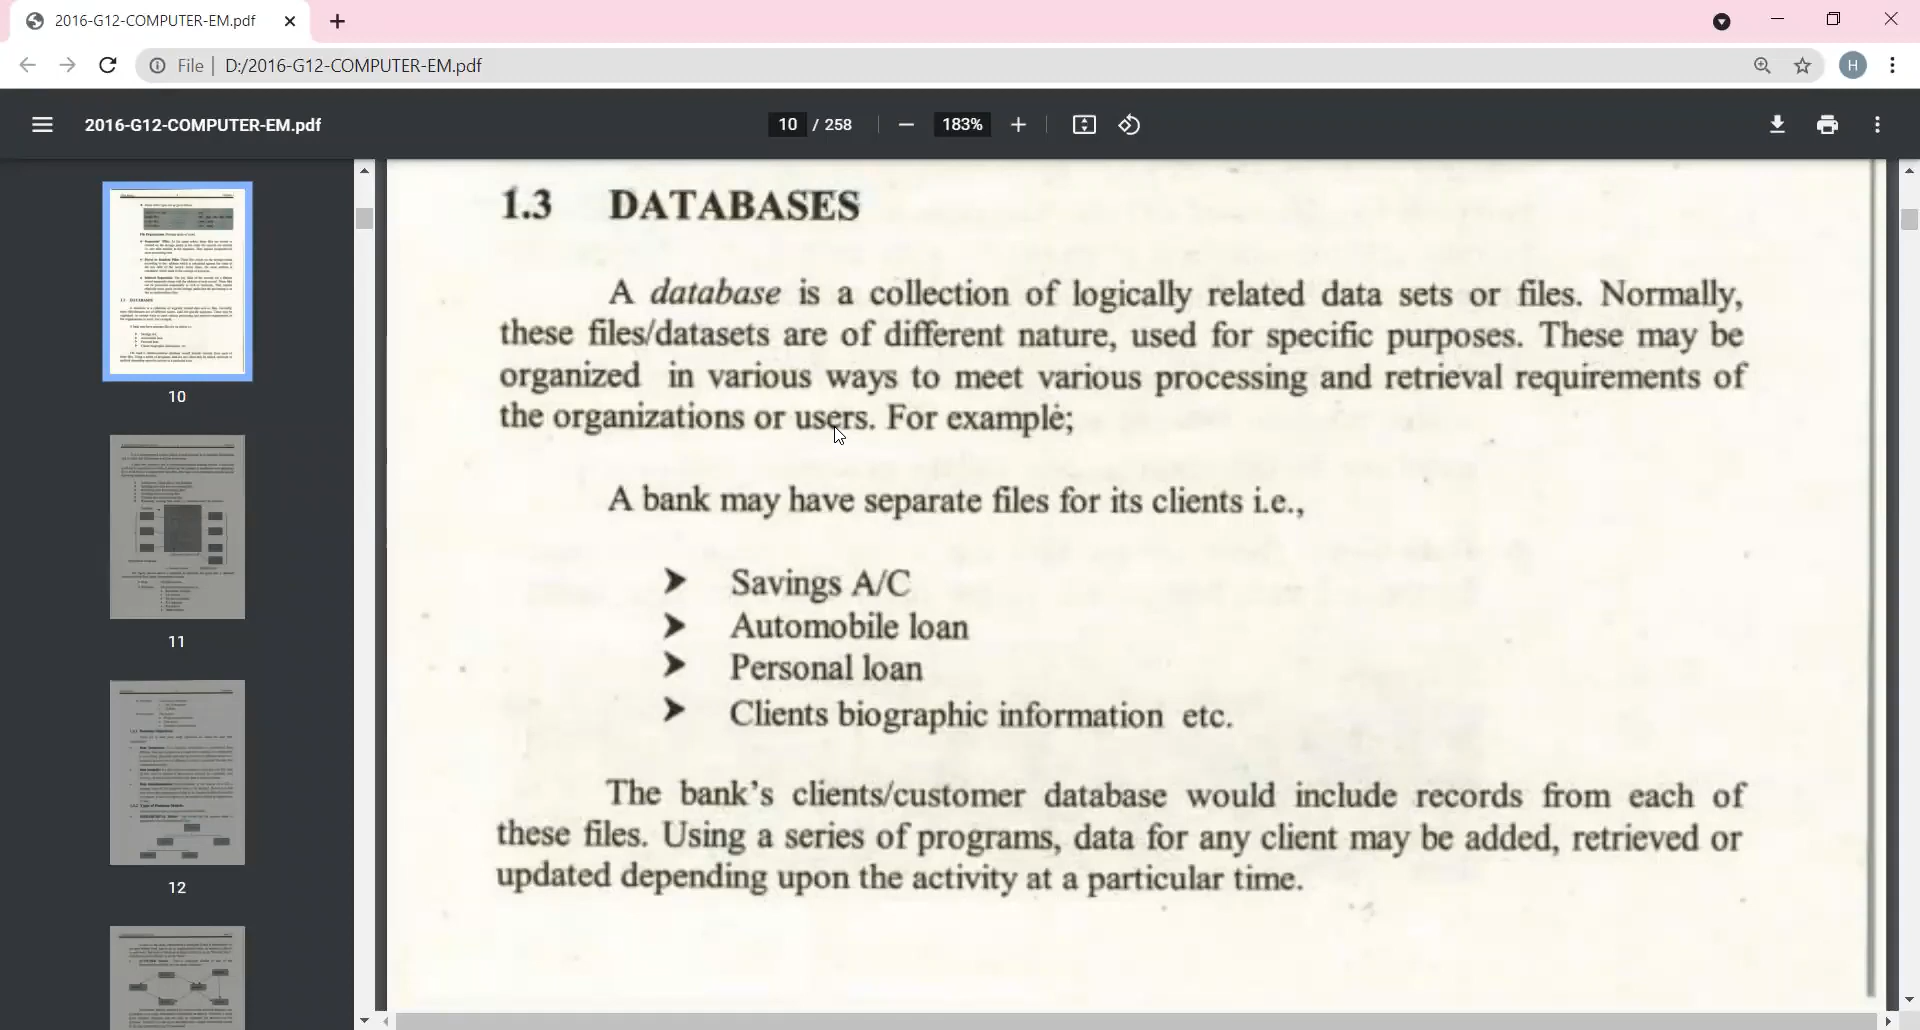 2016-G12-COMPUTER-EM.pdf
File D:/2016-G12-COMPUTER-EM.pdf
H
2016-G12-COMPUTER-EM.pdf 10 / 258 183%
1.3 DATABASES
A database is a collection of logically related data sets or files. Normally,
these files/datasets are of different nature, used for specific purposes. These may be
organized in various ways to meet various processing and retrieval requirements of
the organizations or users. For example;
A bank may have separate files for its clients i.e.,
➤ Savings A/C
➤ Automobile loan
➤ Personal loan
➤ Clients biographic information etc.
The bank's clients/customer database would include records from each of
these files. Using a series of programs, data for any client may be added, retrieved or
updated depending upon the activity at a particular time.
10
11
12